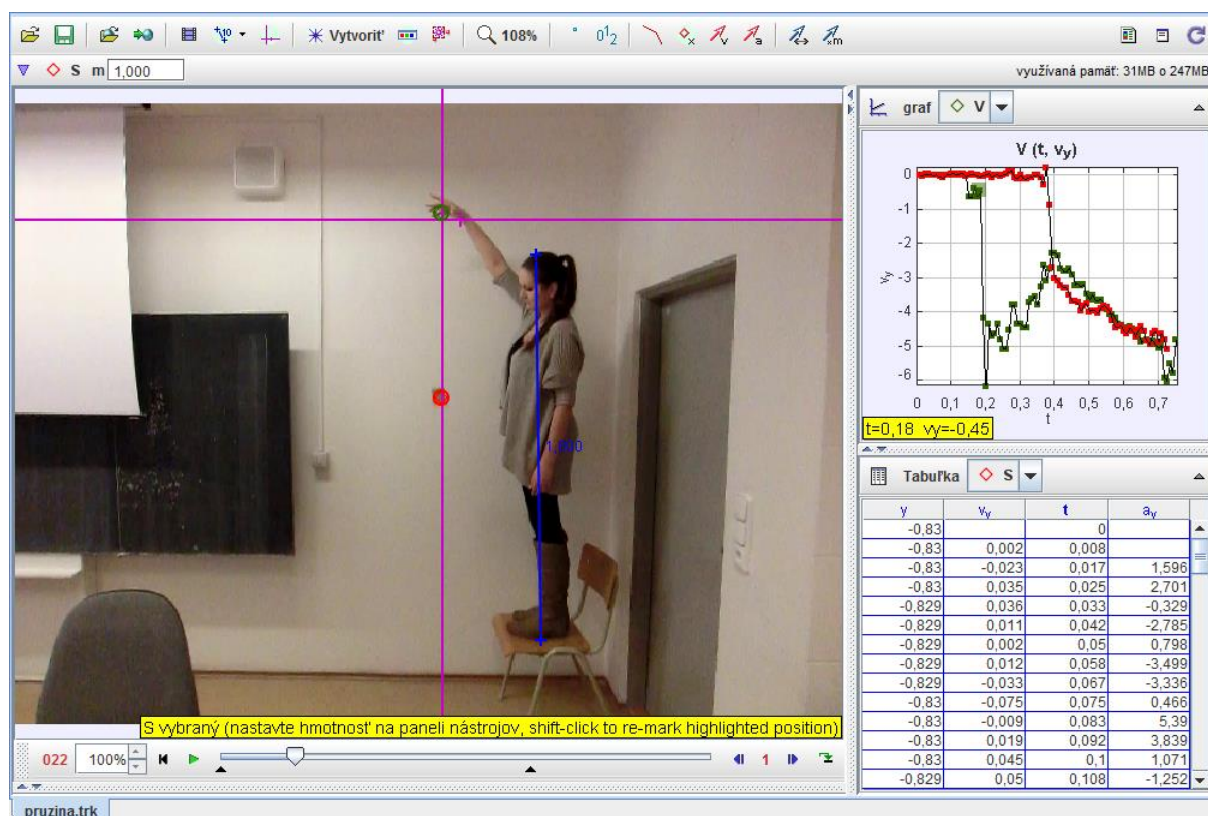 Vytvoriť 108% 0¹2 v a xm
S m 1,000 využívaná pamäť: 31MB o 247MB
1,800
S vybraný (nastavte hmotnosť na paneli nástrojov, shift-click to re-mark highlighted position)
022 100% 1
pruzina.trk
graf V
V (t, vy)
0
-1
-2
-3
-4
-5
-6
vy
0 0,1 0,2 0,3 0,4 0,5 0,6 0,7
t
t=0,18 vy=-0,45
Tabuľka S
y vy t ay
-0,83 0
-0,83 0,002 0,008
-0,83 -0,023 0,017 1,596
-0,83 0,035 0,025 2,701
-0,829 0,036 0,033 -0,329
-0,829 0,011 0,042 -2,785
-0,829 0,002 0,05 0,798
-0,829 0,012 0,058 -3,499
-0,829 -0,033 0,067 -3,336
-0,83 -0,075 0,075 0,466
-0,83 -0,009 0,083 5,39
-0,83 0,019 0,092 3,839
-0,83 0,045 0,1 1,071
-0,829 0,05 0,108 -1,252